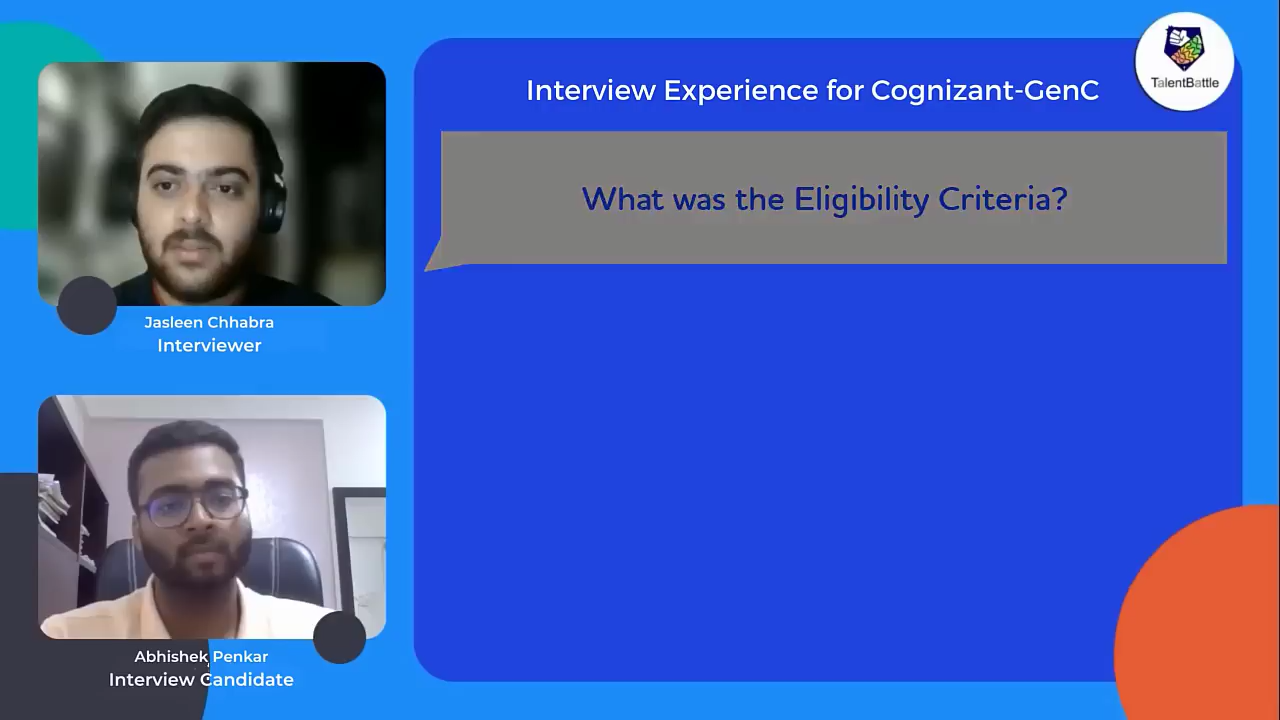 Interview Experience for Cognizant-GenC
TalentBattle
What was the Eligibility Criteria?
Jasleen Chhabra
Interviewer
Abhishek Penkar
Interview Candidate